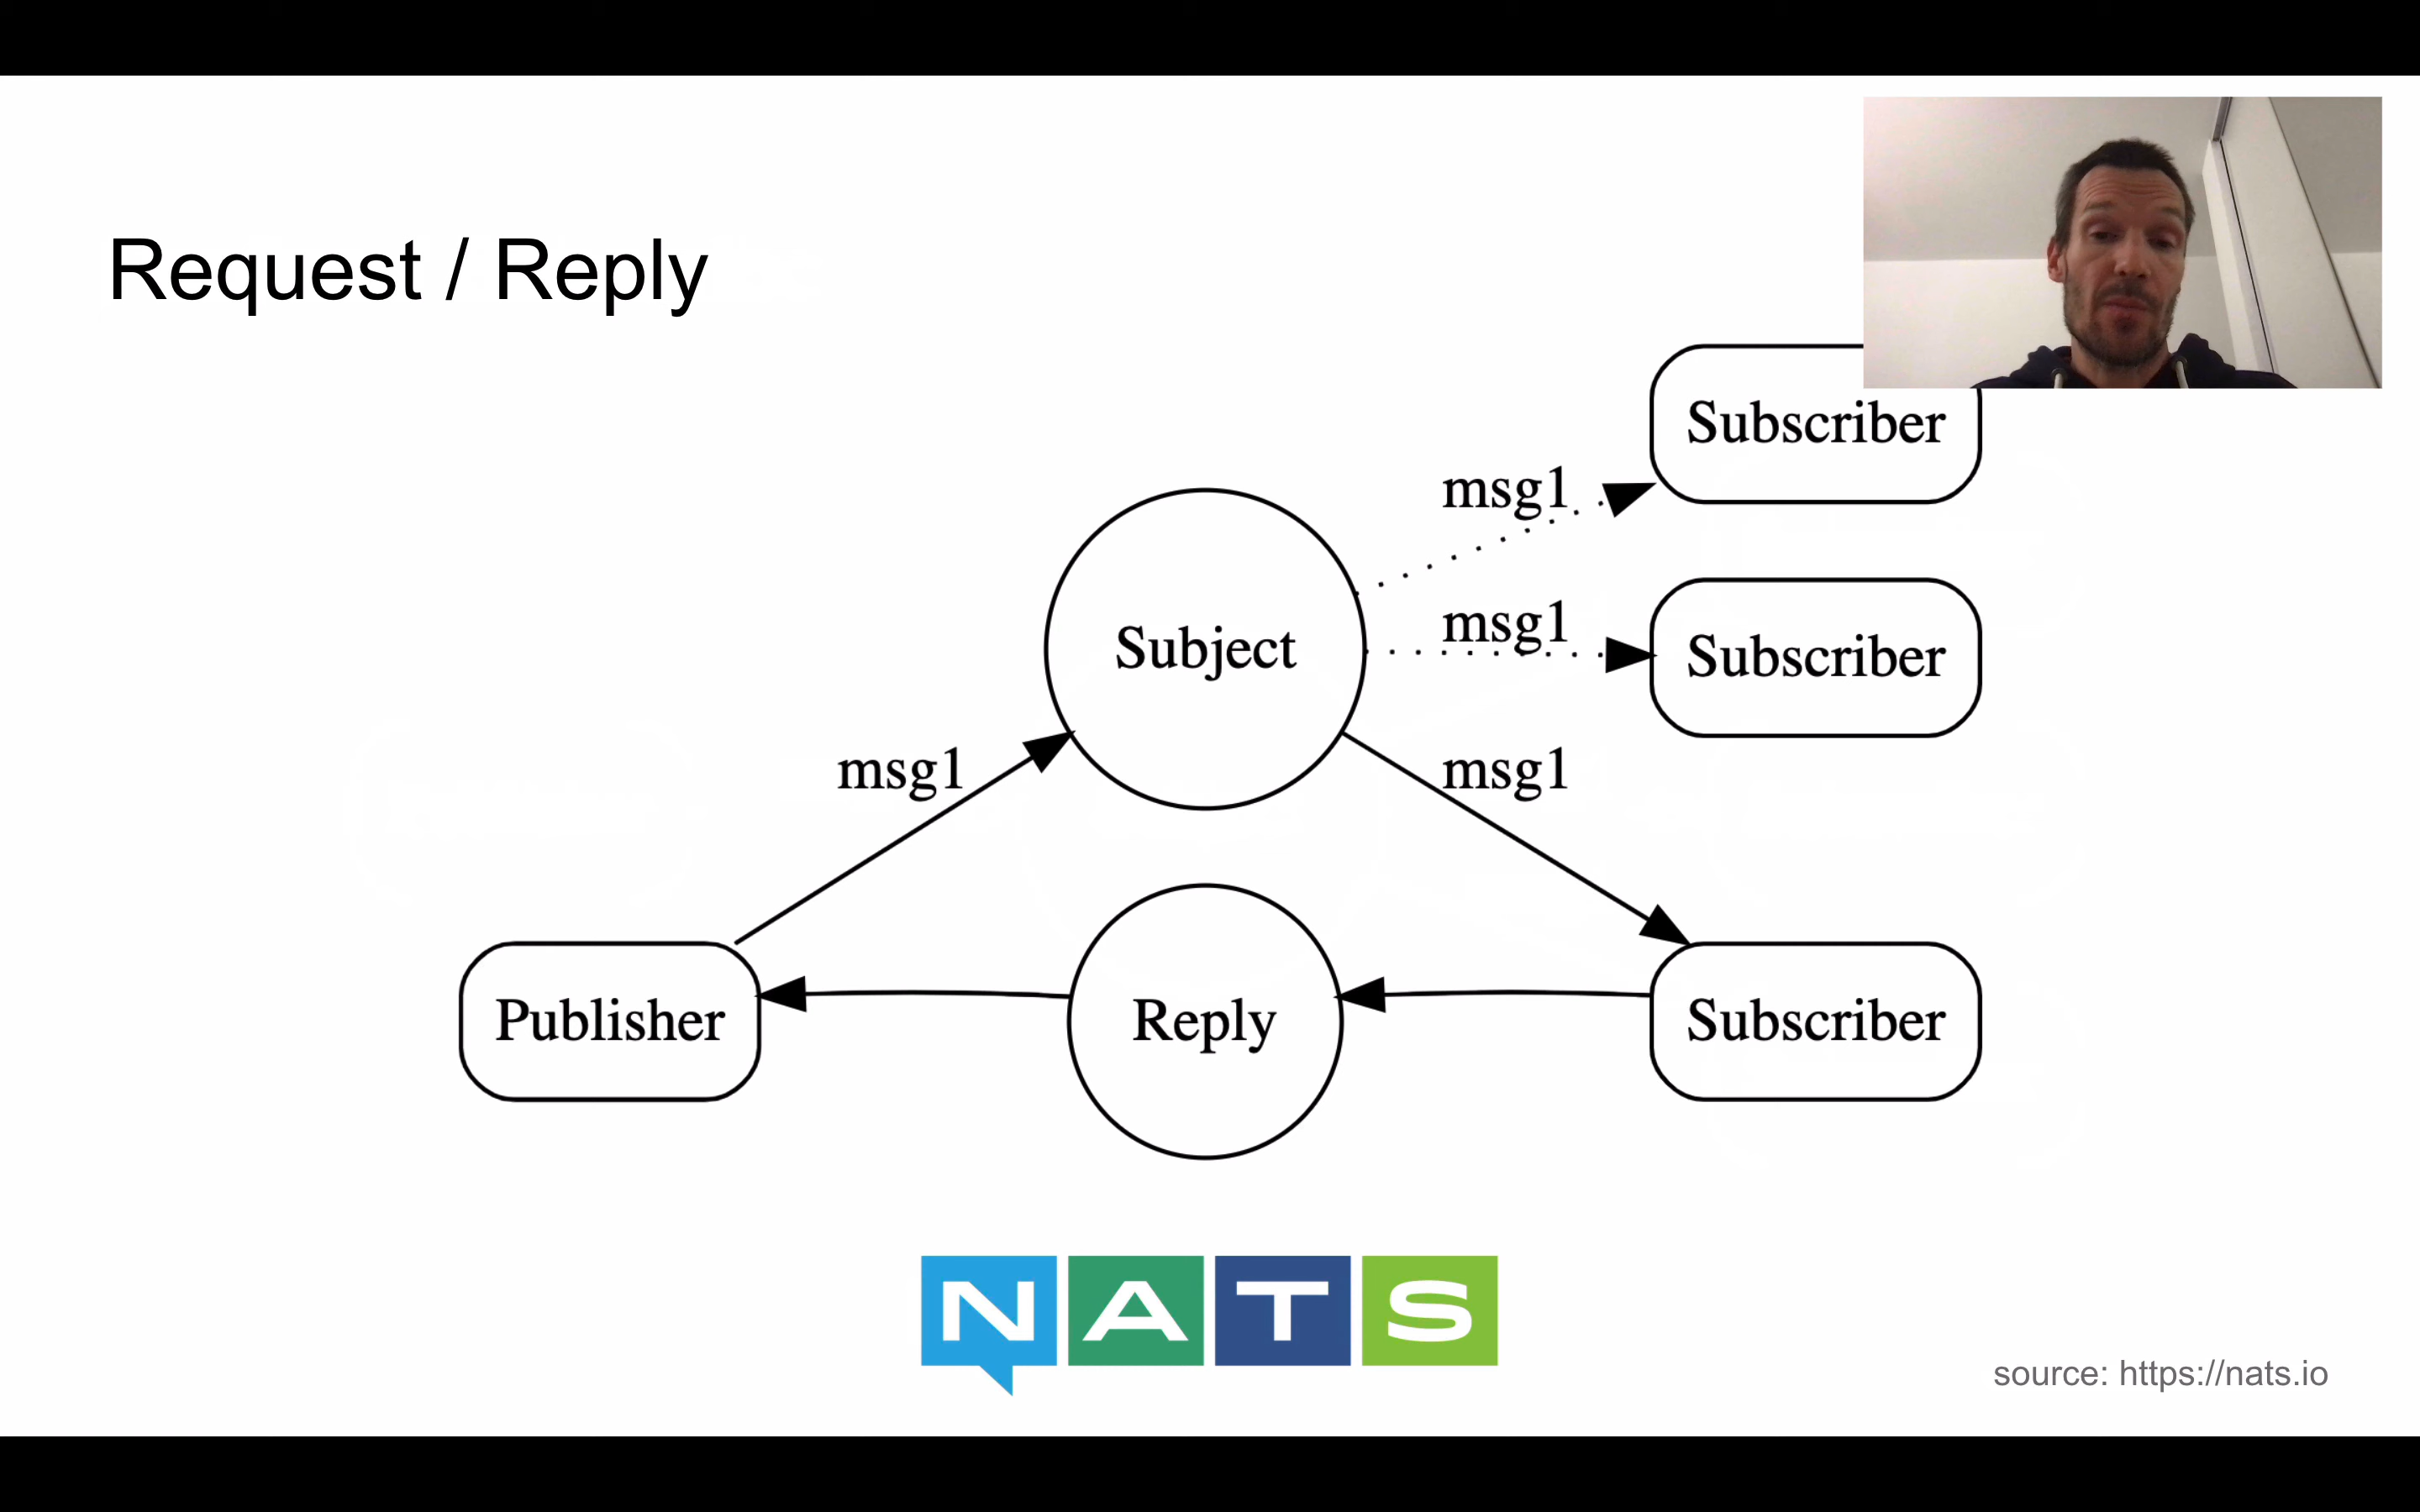 Request / Reply
Subscriber
msg1
Subject
msg1
Subscriber
msg1
msg1
Publisher
Reply
Subscriber
NATS
source: https://nats.io